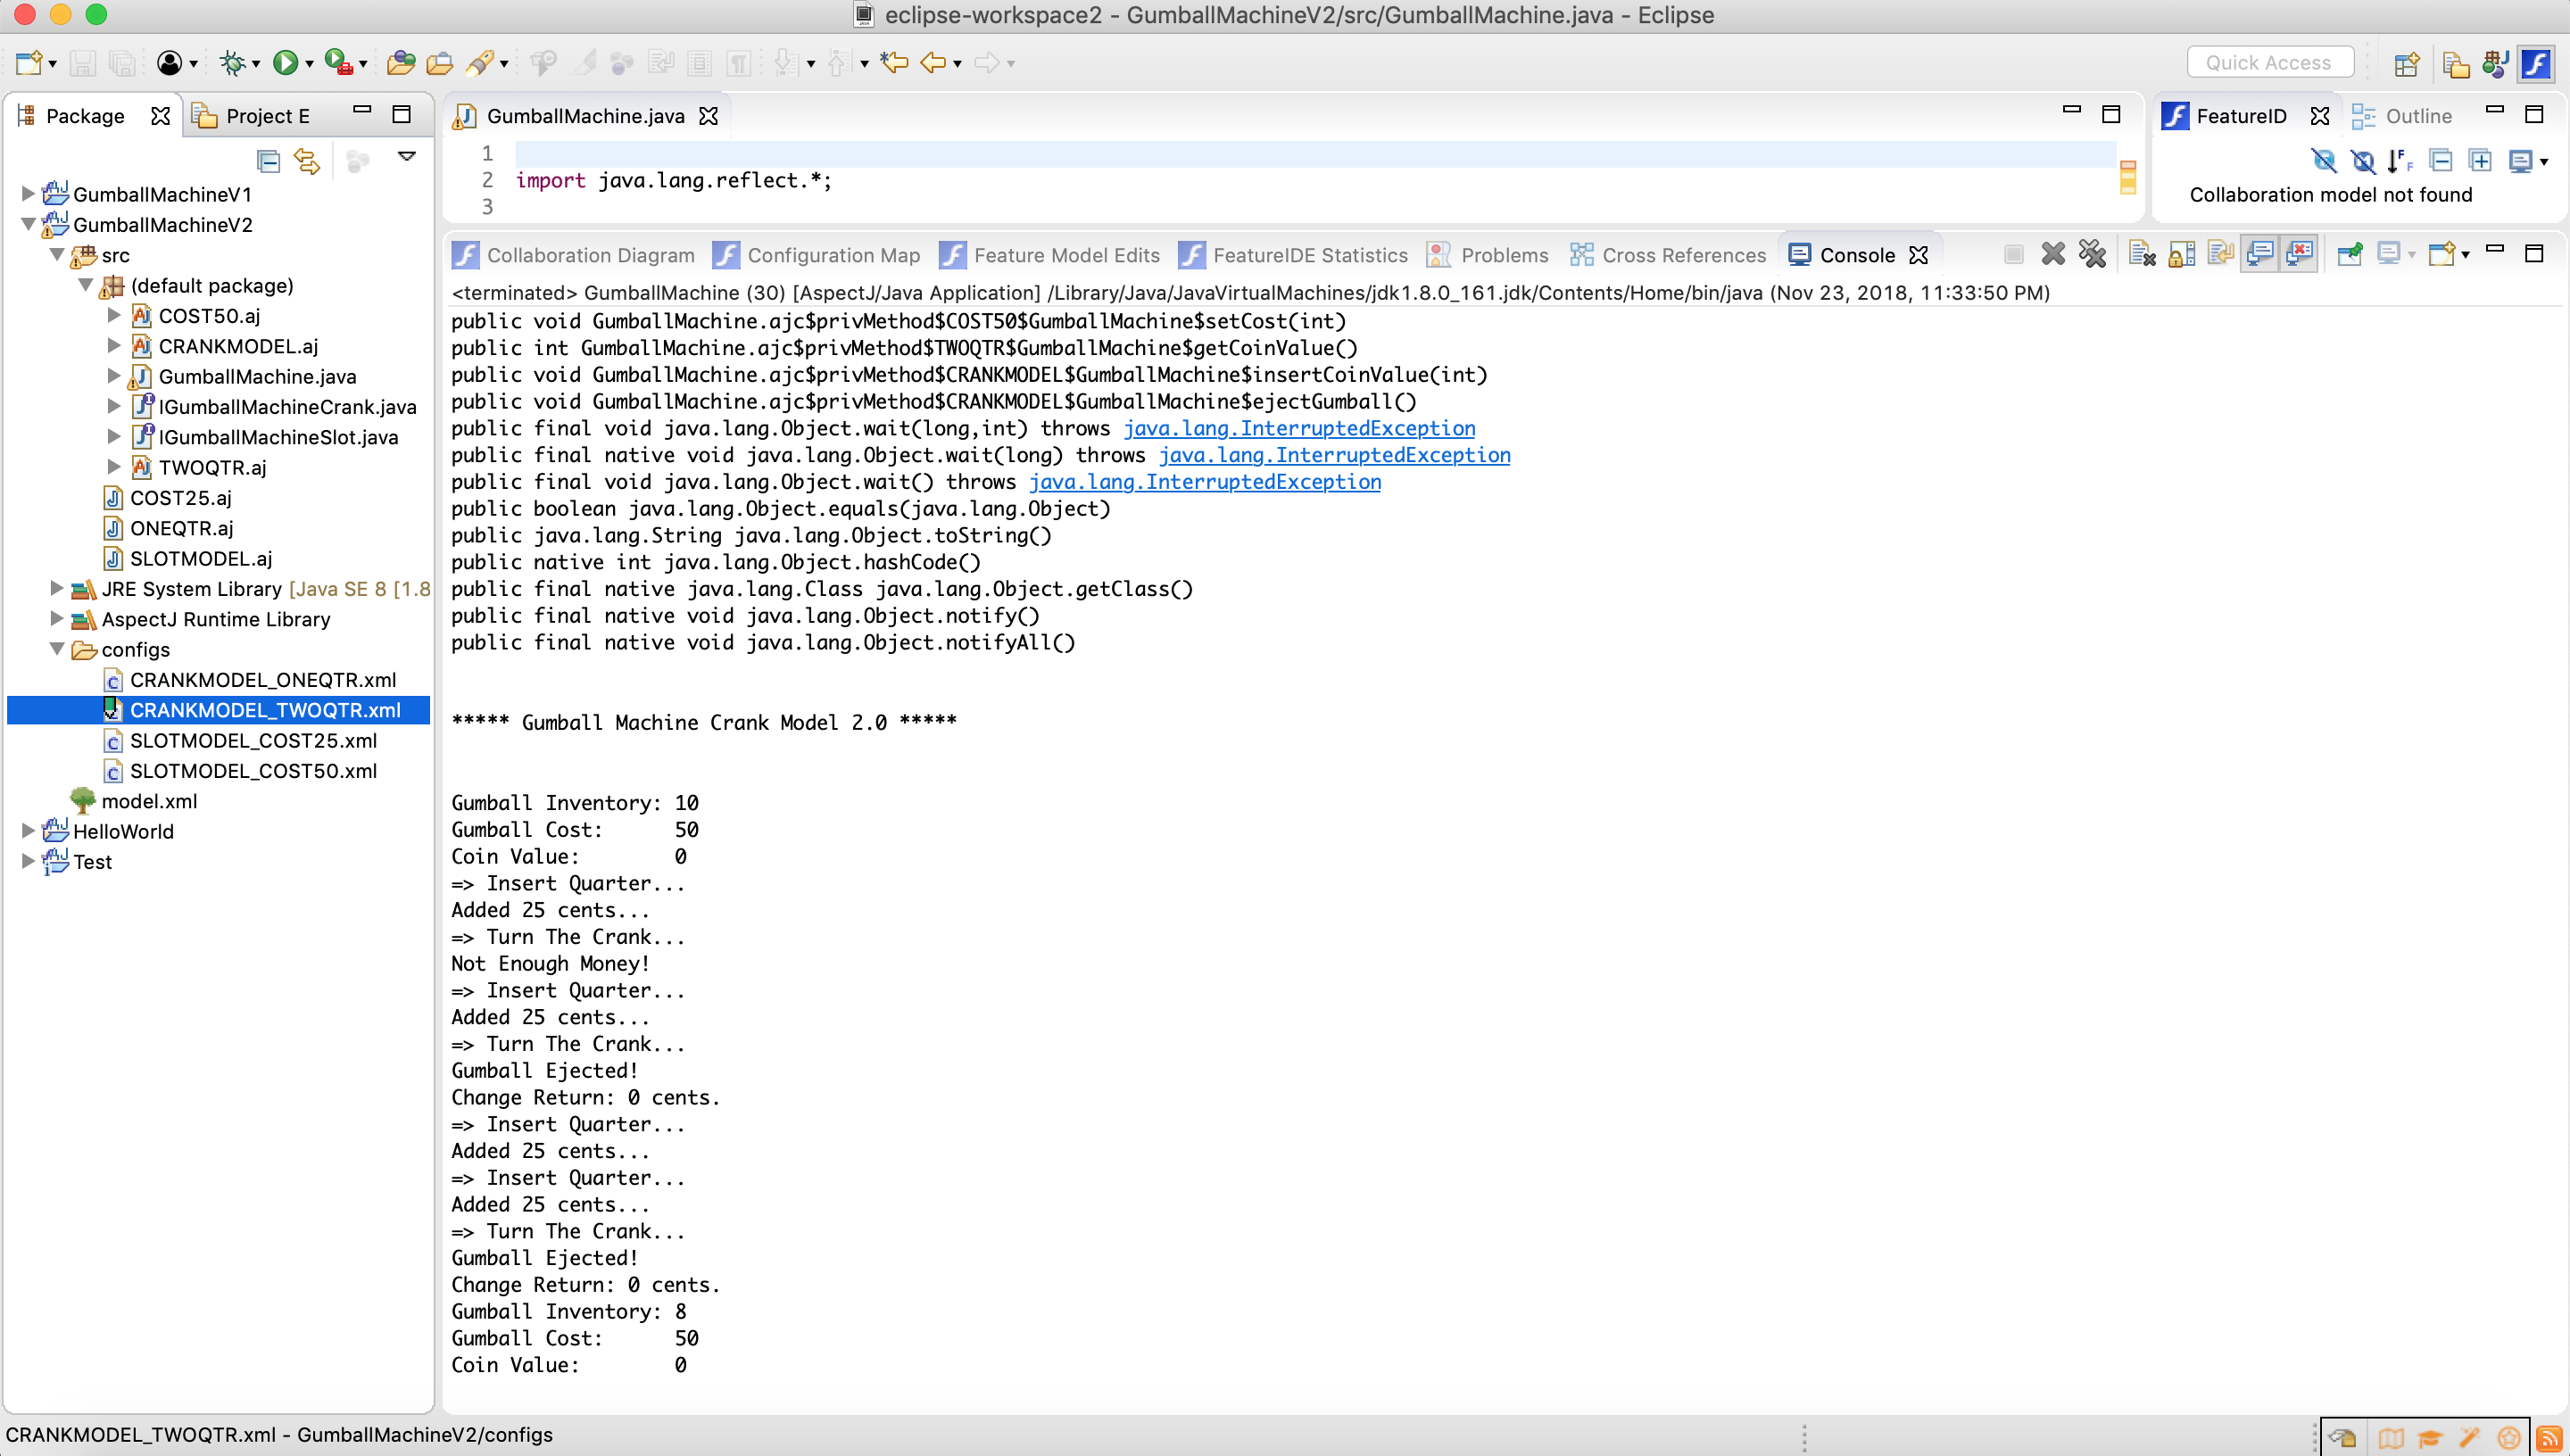 eclipse-workspace2 - GumballMachineV2/src/GumballMachine.java - Eclipse
Quick Access
Package
Project E
GumballMachineV1
GumballMachineV2
src
(default package)
COST50.aj
CRANKMODEL.aj
GumballMachine.java
IGumballMachineCrank.java
IGumballMachineSlot.java
TWOQTR.aj
COST25.aj
ONEQTR.aj
SLOTMODEL.aj
JRE System Library [Java SE 8 [1.8
AspectJ Runtime Library
configs
CRANKMODEL_ONEQTR.xml
CRANKMODEL_TWOQTR.xml
SLOTMODEL_COST25.xml
SLOTMODEL_COST50.xml
model.xml
HelloWorld
Test
GumballMachine.java
1
2 import java.lang.reflect.*;
3
FeatureID
Outline
Collaboration model not found
Collaboration Diagram
Configuration Map
Feature Model Edits
FeatureIDE Statistics
Problems
Cross References
Console
<terminated> GumballMachine (30) [AspectJ/Java Application] /Library/Java/JavaVirtualMachines/jdk1.8.0_161.jdk/Contents/Home/bin/java (Nov 23, 2018, 11:33:50 PM)
public void GumballMachine.ajc$privMethod$COST50$GumballMachine$setCost(int)
public int GumballMachine.ajc$privMethod$TWOQTR$GumballMachine$getCoinValue()
public void GumballMachine.ajc$privMethod$CRANKMODEL$GumballMachine$insertCoinValue(int)
public void GumballMachine.ajc$privMethod$CRANKMODEL$GumballMachine$ejectGumball()
public final void java.lang.Object.wait(long,int) throws java.lang.InterruptedException
public final native void java.lang.Object.wait(long) throws java.lang.InterruptedException
public final void java.lang.Object.wait() throws java.lang.InterruptedException
public boolean java.lang.Object.equals(java.lang.Object)
public java.lang.String java.lang.Object.toString()
public native int java.lang.Object.hashCode()
public final native java.lang.Class java.lang.Object.getClass()
public final native void java.lang.Object.notify()
public final native void java.lang.Object.notifyAll()
***** Gumball Machine Crank Model 2.0 *****
Gumball Inventory: 10
Gumball Cost: 50
Coin Value: 0
=> Insert Quarter...
Added 25 cents...
=> Turn The Crank...
Not Enough Money!
=> Insert Quarter...
Added 25 cents...
=> Turn The Crank...
Gumball Ejected!
Change Return: 0 cents.
=> Insert Quarter...
Added 25 cents...
=> Insert Quarter...
Added 25 cents...
=> Turn The Crank...
Gumball Ejected!
Change Return: 0 cents.
Gumball Inventory: 8
Gumball Cost: 50
Coin Value: 0
CRANKMODEL_TWOQTR.xml - GumballMachineV2/configs